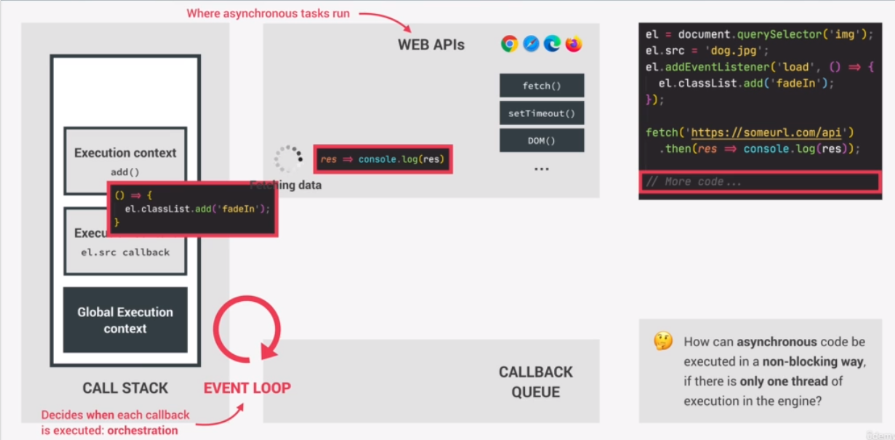 Where asynchronous tasks run
WEB APIs
fetch()
setTimeout()
DOM()
...
res => console.log(res)
Fetching data
Execution context
add()
() => {
el.classList.add('fadeIn');
}
el.src callback
Global Execution
context
CALL STACK
EVENT LOOP
Decides when each callback
is executed: orchestration
CALLBACK
QUEUE
el = document.querySelector('img');
el.src = 'dog.jpg';
el.addEventListener('load', () => {
el.classList.add('fadeIn');
});
fetch('https://someurl.com/api')
.then(res => console.log(res));
// More code...
How can asynchronous code be
executed in a non-blocking way,
if there is only one thread of
execution in the engine?